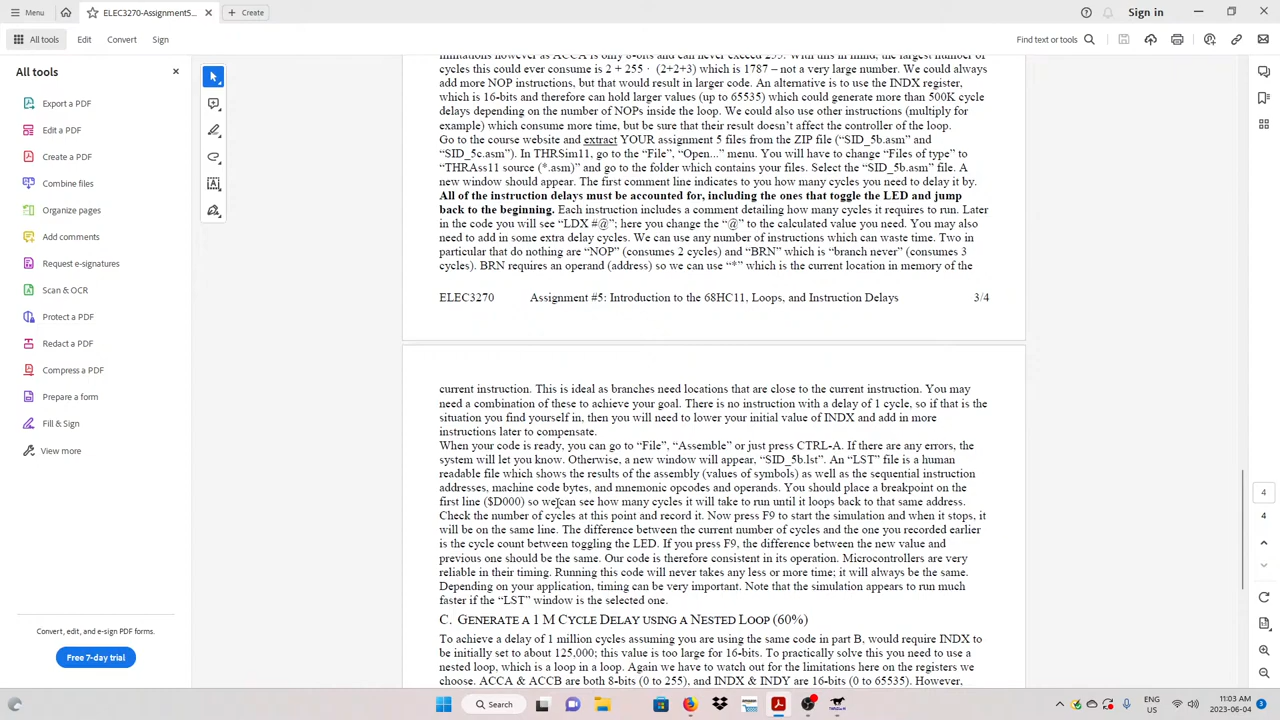 Menu
ELEC3270-AssignmentS...
Create
Sign in
All tools
Edit
Convert
Sign
Find text or tools
All tools
Export a PDF
Edit a PDF
Create a PDF
Combine files
Organize pages
Add comments
Request e-signatures
Scan & OCR
Protect a PDF
Redact a PDF
Compress a PDF
Prepare a form
Fill & Sign
View more
Convert, edit, and e-sign PDF forms.
Free 7-day trial
limitations however as ACCA is only 8-bits and can never exceed 255. With this in mind, the largest number of
cycles this could ever consume is 2 + 255 · (2+2+3) which is 1787 – not a very large number. We could always
add more NOP instructions, but that would result in larger code. An alternative is to use the INDX register,
which is 16-bits and therefore can hold larger values (up to 65535) which could generate more than 500K cycle
delays depending on the number of NOPs inside the loop. We could also use other instructions (multiply for
example) which consume more time, but be sure that their result doesn't affect the controller of the loop.
Go to the course website and extract YOUR assignment 5 files from the ZIP file (“SID_5b.asm” and
“SID_5c.asm”). In THRSim11, go to the “File”, “Open...” menu. You will have to change “Files of type” to
“THRAss11 source (*.asm)” and go to the folder which contains your files. Select the “SID_5b.asm” file. A
new window should appear. The first comment line indicates to you how many cycles you need to delay it by.
All of the instruction delays must be accounted for, including the ones that toggle the LED and jump
back to the beginning. Each instruction includes a comment detailing how many cycles it requires to run. Later
in the code you will see “LDX #@”; here you change the “@” to the calculated value you need. You may also
need to add in some extra delay cycles. We can use any number of instructions which can waste time. Two in
particular that do nothing are “NOP” (consumes 2 cycles) and “BRN” which is “branch never” (consumes 3
cycles). BRN requires an operand (address) so we can use “*” which is the current location in memory of the
ELEC3270 Assignment #5: Introduction to the 68HC11, Loops, and Instruction Delays 3/4
current instruction. This is ideal as branches need locations that are close to the current instruction. You may
need a combination of these to achieve your goal. There is no instruction with a delay of 1 cycle, so if that is the
situation you find yourself in, then you will need to lower your initial value of INDX and add in more
instructions later to compensate.
When your code is ready, you can go to “File”, “Assemble” or just press CTRL-A. If there are any errors, the
system will let you know. Otherwise, a new window will appear, “SID_5b.lst”. An “LST” file is a human
readable file which shows the results of the assembly (values of symbols) as well as the sequential instruction
addresses, machine code bytes, and mnemonic opcodes and operands. You should place a breakpoint on the
first line ($D000) so we can see how many cycles it will take to run until it loops back to that same address.
Check the number of cycles at this point and record it. Now press F9 to start the simulation and when it stops, it
will be on the same line. The difference between the current number of cycles and the one you recorded earlier
is the cycle count between toggling the LED. If you press F9, the difference between the new value and
previous one should be the same. Our code is therefore consistent in its operation. Microcontrollers are very
reliable in their timing. Running this code will never takes any less or more time; it will always be the same.
Depending on your application, timing can be very important. Note that the simulation appears to run much
faster if the “LST” window is the selected one.
C. GENERATE A 1 M CYCLE DELAY USING A NESTED LOOP (60%)
To achieve a delay of 1 million cycles assuming you are using the same code in part B, would require INDX to
be initially set to about 125,000; this value is too large for 16-bits. To practically solve this you need to use a
nested loop, which is a loop in a loop. Again we have to watch out for the limitations here on the registers we
choose. ACCA & ACCB are both 8-bits (0 to 255), and INDX & INDY are 16-bits (0 to 65535). However,
4
4
Search
ENG
US
11:03 AM
2023-06-04
3